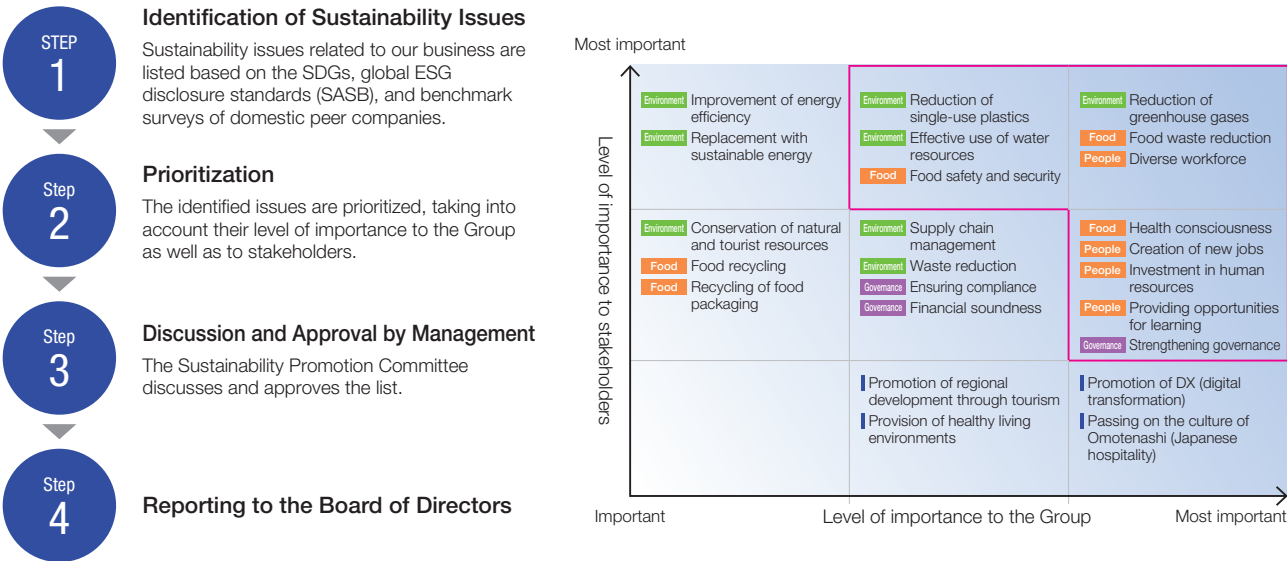 STEP
1
Identification of Sustainability Issues
Sustainability issues related to our business are
listed based on the SDGs, global ESG
disclosure standards (SASB), and benchmark
surveys of domestic peer companies.
Step
2
Prioritization
The identified issues are prioritized, taking into
account their level of importance to the Group
as well as to stakeholders.
Step
3
Discussion and Approval by Management
The Sustainability Promotion Committee
discusses and approves the list.
Step
4
Reporting to the Board of Directors
Most important
Level of importance to stakeholders
Environment Improvement of energy
efficiency
Environment Replacement with
sustainable energy
Environment Reduction of
single-use plastics
Environment Effective use of water
resources
Food Food safety and security
Environment Reduction of
greenhouse gases
Food Food waste reduction
People Diverse workforce
Environment Conservation of natural
and tourist resources
Food Food recycling
Food Recycling of food
packaging
Environment Supply chain
management
Environment Waste reduction
Governance Ensuring compliance
Governance Financial soundness
Food Health consciousness
People Creation of new jobs
People Investment in human
resources
People Providing opportunities
for learning
Governance Strengthening governance
Promotion of regional
development through tourism
Provision of healthy living
environments
Promotion of DX (digital
transformation)
Passing on the culture of
Omotenashi (Japanese
hospitality)
Important
Level of importance to the Group
Most important